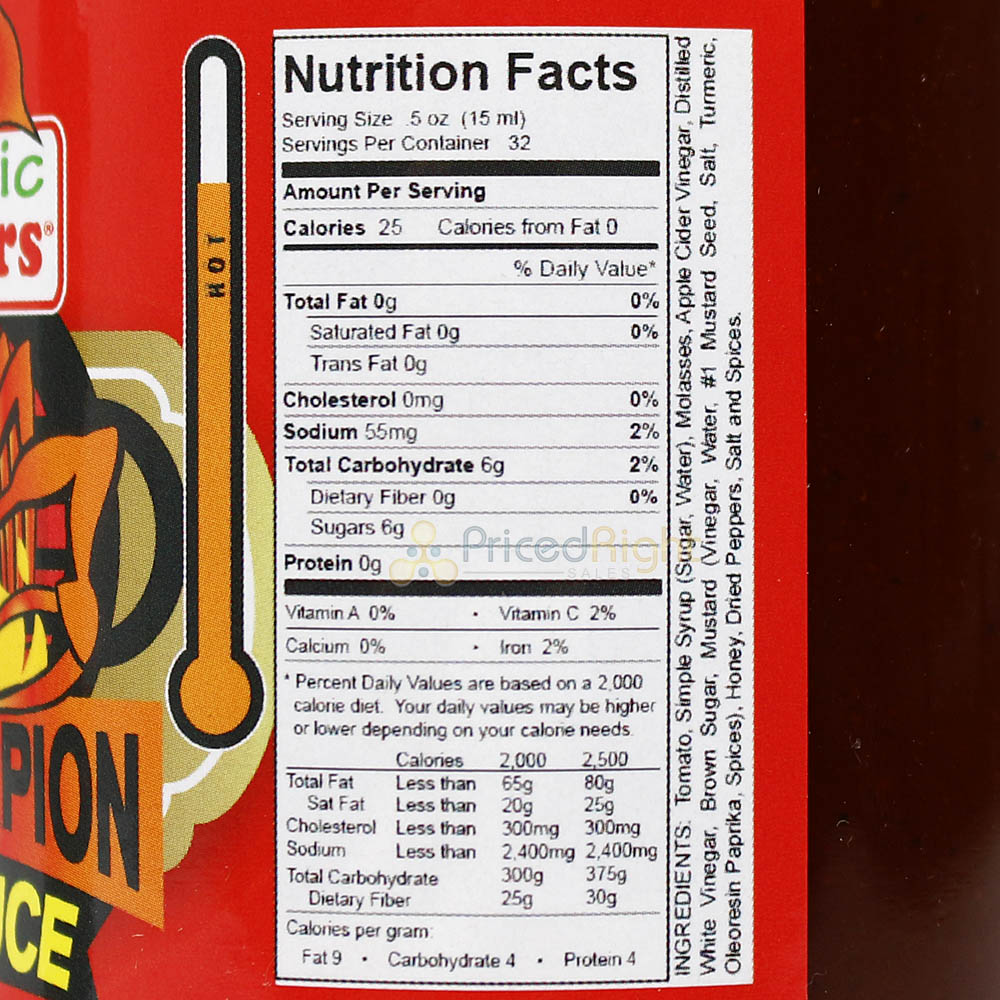 ic
rs®
HOT
PION
UCE
Nutrition Facts
Serving Size .5 oz (15 ml)
Servings Per Container 32
Amount Per Serving
Calories 25 Calories from Fat 0
% Daily Value*
Total Fat 0g 0%
Saturated Fat 0g 0%
Trans Fat 0g
Cholesterol 0mg 0%
Sodium 55mg 2%
Total Carbohydrate 6g 2%
Dietary Fiber 0g 0%
Sugars 6g
Protein 0g
PricedRight
SALES
Vitamin A 0% • Vitamin C 2%
Calcium 0% • Iron 2%
* Percent Daily Values are based on a 2,000
calorie diet. Your daily values may be higher
or lower depending on your calorie needs.
Calories 2,000 2,500
Total Fat Less than 65g 80g
Sat Fat Less than 20g 25g
Cholesterol Less than 300mg 300mg
Sodium Less than 2,400mg 2,400mg
Total Carbohydrate 300g 375g
Dietary Fiber 25g 30g
Calories per gram:
Fat 9 • Carbohydrate 4 • Protein 4
INGREDIENTS: Tomato, Simple Syrup (Sugar, Water), Molasses, Apple Cider Vinegar, Distilled
White Vinegar, Brown Sugar, Mustard (Vinegar, Water, #1 Mustard Seed, Salt, Turmeric,
Oleoresin Paprika, Spices), Honey, Dried Peppers, Salt and Spices.